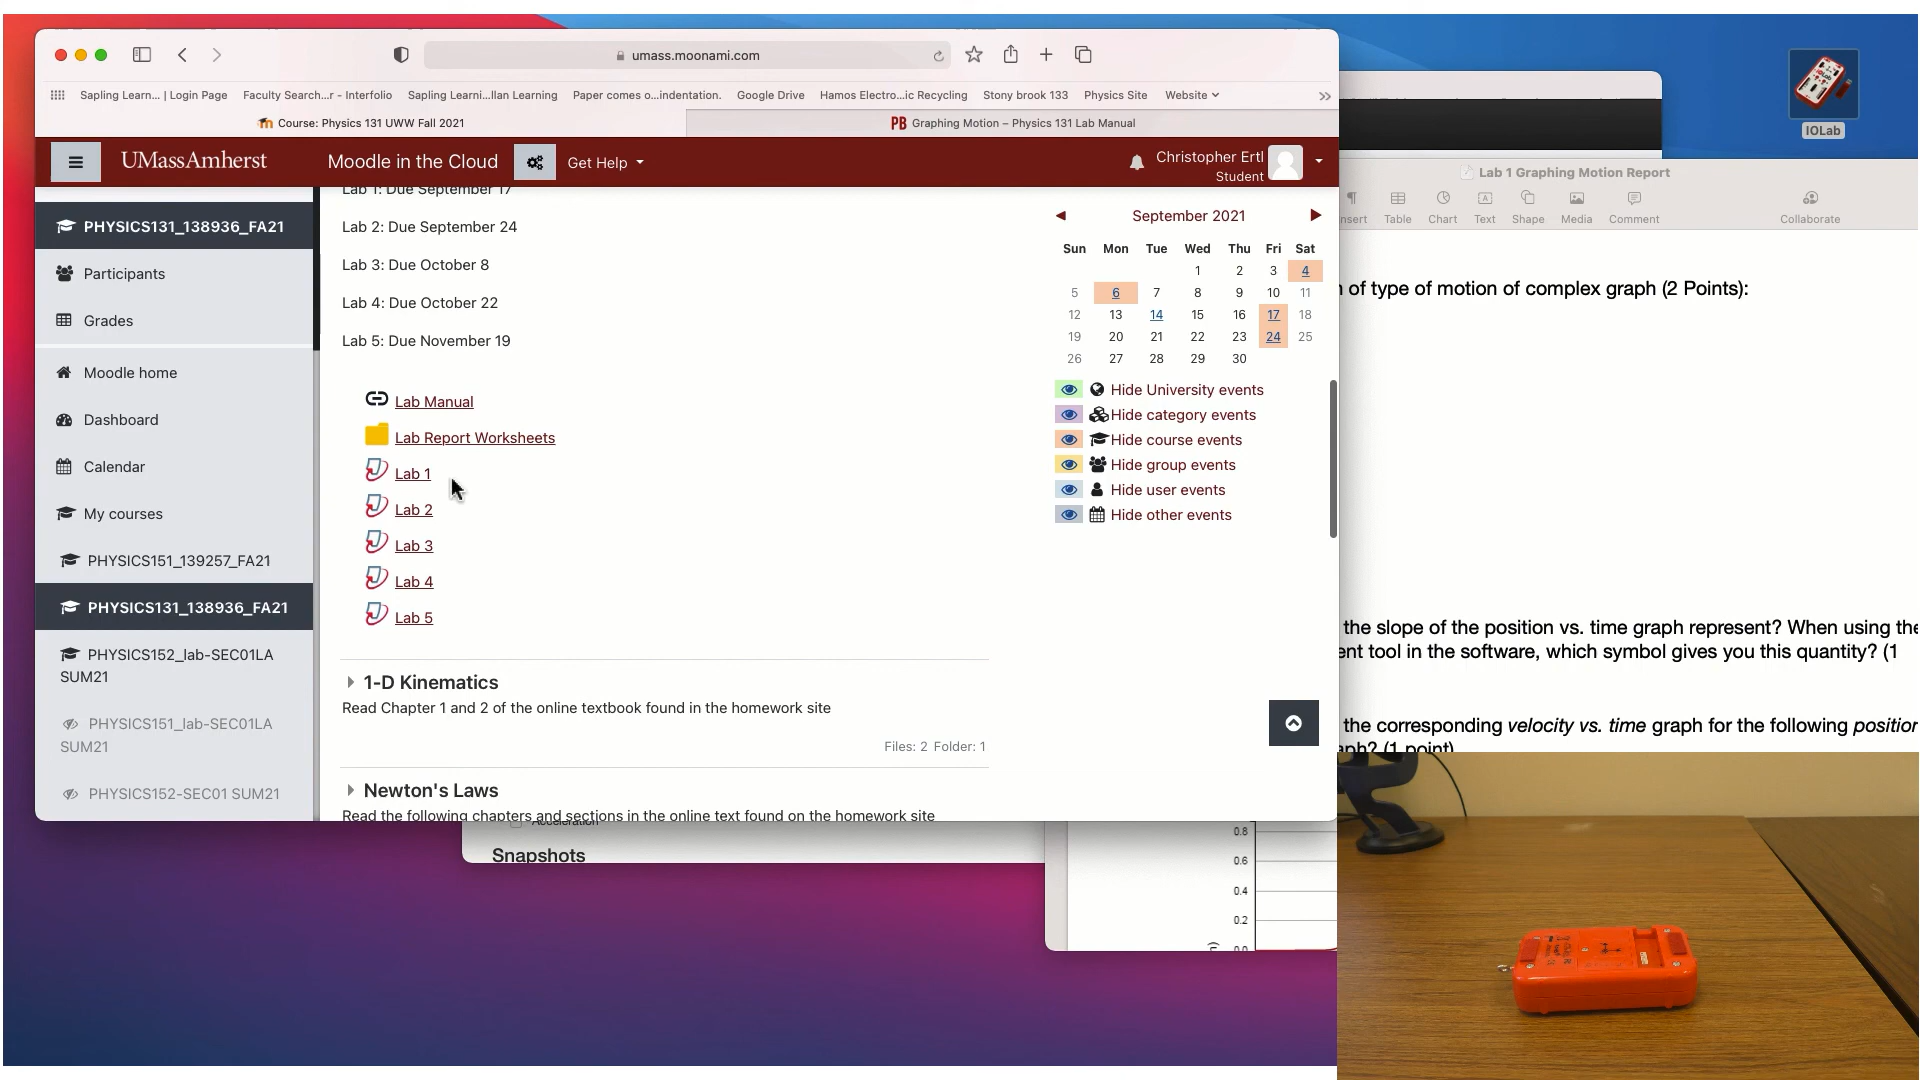 umass.moonami.com
Sapling Learn... | Login Page
Faculty Search...r - Interfolio
Sapling Learni...llan Learning
Paper comes o...indentation.
Google Drive
Hamos Electro...ic Recycling
Stony brook 133
Physics Site
Website
Course: Physics 131 UWW Fall 2021
PB Graphing Motion – Physics 131 Lab Manual
UMassAmherst
Moodle in the Cloud
Get Help
Christopher Ertl
Student
PHYSICS131_138936_FA21
Participants
Grades
Moodle home
Dashboard
Calendar
My courses
PHYSICS151_139257_FA21
PHYSICS131_138936_FA21
PHYSICS152_lab-SEC01LA
SUM21
PHYSICS151_lab-SEC01LA
SUM21
PHYSICS152-SEC01 SUM21
Lab 1: Due September 17
Lab 2: Due September 24
Lab 3: Due October 8
Lab 4: Due October 22
Lab 5: Due November 19
Lab Manual
Lab Report Worksheets
Lab 1
Lab 2
Lab 3
Lab 4
Lab 5
1-D Kinematics
Read Chapter 1 and 2 of the online textbook found in the homework site
Files: 2 Folder: 1
Newton's Laws
Read the following chapters and sections in the online text found on the homework site
September 2021
Sun Mon Tue Wed Thu Fri Sat
1 2 3 4
5 6 7 8 9 10 11
12 13 14 15 16 17 18
19 20 21 22 23 24 25
26 27 28 29 30
Hide University events
Hide category events
Hide course events
Hide group events
Hide user events
Hide other events
IOLab
Lab 1 Graphing Motion Report
nsert
Table
Chart
Text
Shape
Media
Comment
Collaborate
n of type of motion of complex graph (2 Points):
the slope of the position vs. time graph represent? When using the
ent tool in the software, which symbol gives you this quantity? (1
the corresponding velocity vs. time graph for the following position
aph? (1 point)
Acceleration
Snapshots
0.8
0.6
0.4
0.2
0.0